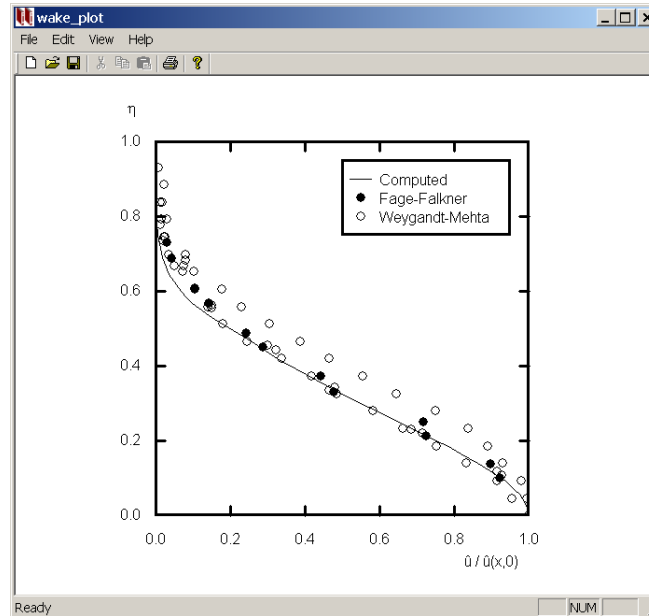 wake_plot
File Edit View Help
η
1.0
Computed
Fage-Falkner
Weygandt-Mehta
0.8
0.6
0.4
0.2
0.0
0.0 0.2 0.4 0.6 0.8 1.0
û / û(x,0)
Ready NUM